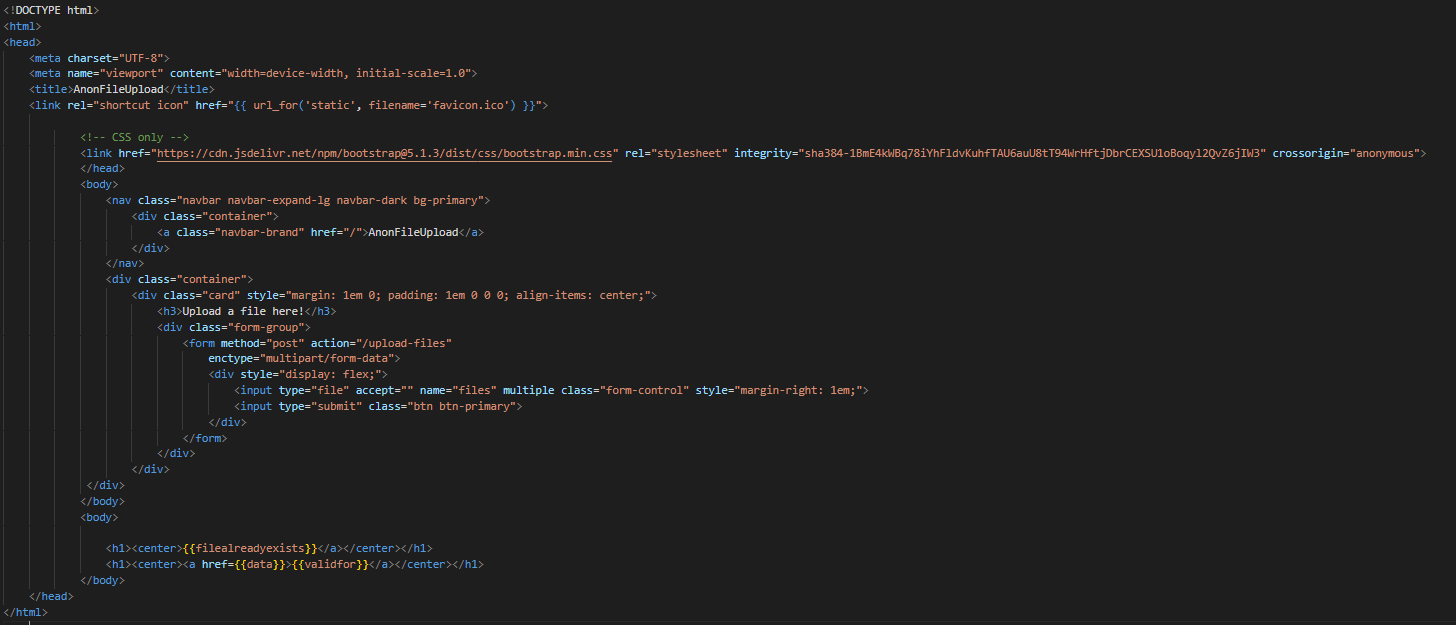 <!DOCTYPE html>
<html>
<head>
    <meta charset="UTF-8">
    <meta name="viewport" content="width=device-width, initial-scale=1.0">
    <title>AnonFileUpload</title>
    <link rel="shortcut icon" href="{{ url_for('static', filename='favicon.ico') }}">

            <!-- CSS only -->
            <link href="https://cdn.jsdelivr.net/npm/bootstrap@5.1.3/dist/css/bootstrap.min.css" rel="stylesheet" integrity="sha384-1BmE4kWBq78iYhFldvKuhfTAU6auU8tT94WrHftjDbrCEXSU1oBoqyl2QvZ6jIW3" crossorigin="anonymous">
            </head>
            <body>
                <nav class="navbar navbar-expand-lg navbar-dark bg-primary">
                    <div class="container">
                        <a class="navbar-brand" href="/">AnonFileUpload</a>
                    </div>
                </nav>
                <div class="container">
                    <div class="card" style="margin: 1em 0; padding: 1em 0 0 0; align-items: center;">
                        <h3>Upload a file here!</h3>
                        <div class="form-group">
                            <form method="post" action="/upload-files"
                                enctype="multipart/form-data">
                                <div style="display: flex;">
                                    <input type="file" accept="" name="files" multiple class="form-control" style="margin-right: 1em;">
                                    <input type="submit" class="btn btn-primary">
                                </div>
                            </form>
                        </div>
                    </div>
             </div>
            </body>
            <body>

                <h1><center>{{filealreadyexists}}</a></center></h1>
                <h1><center><a href={{data}}>{{validfor}}</a></center></h1>
            </body>
    </head>
</html>